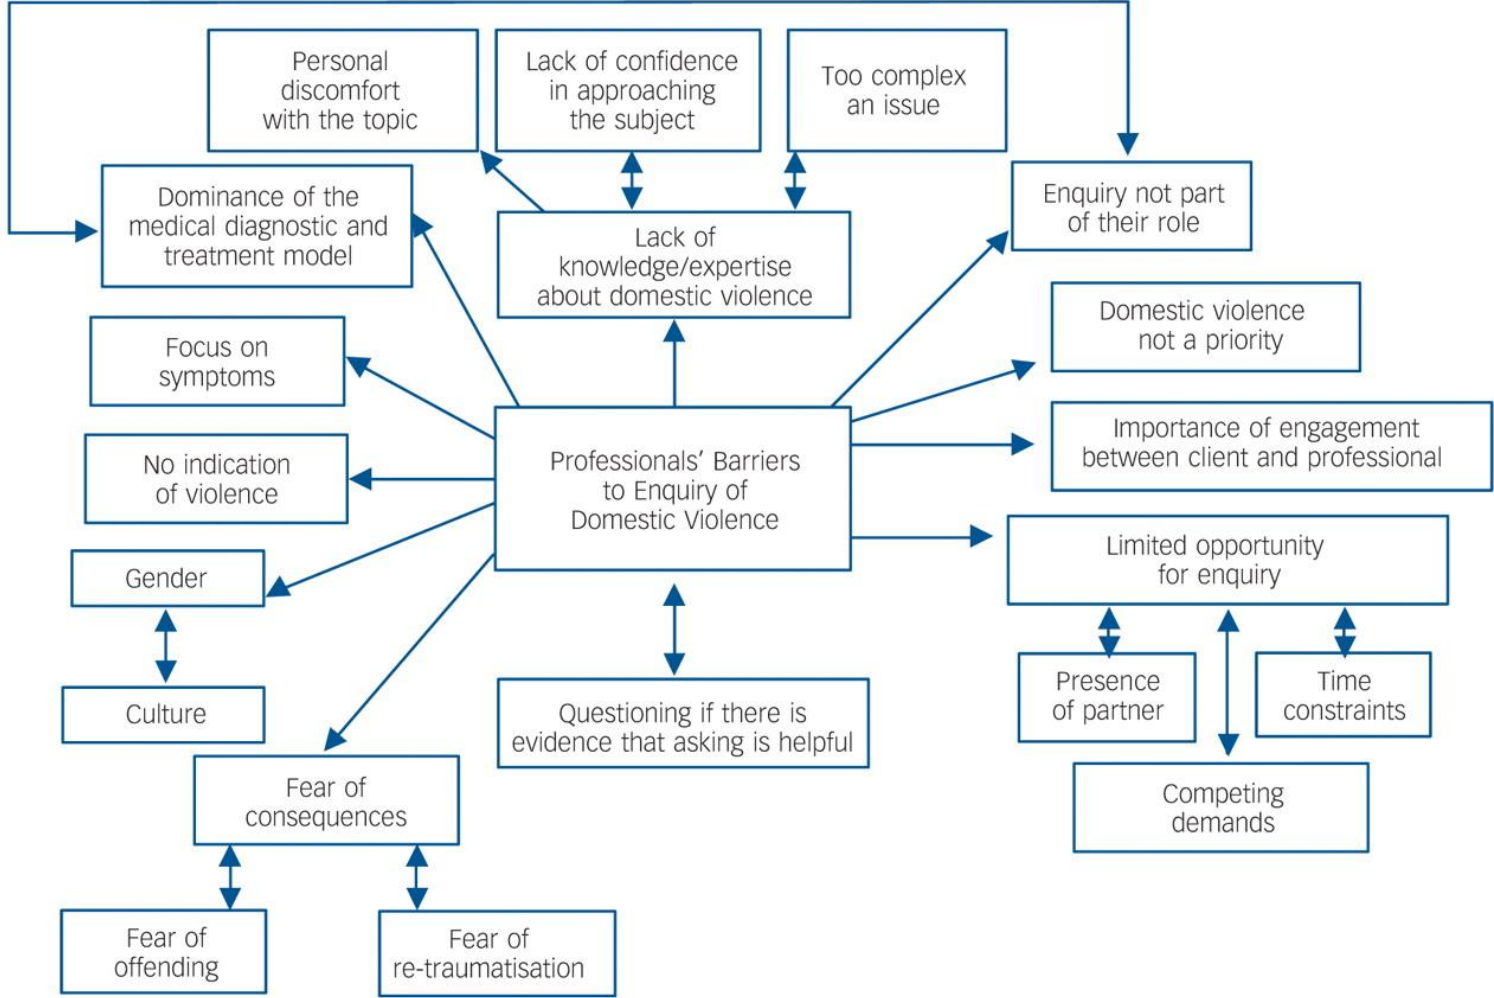 Personal
discomfort
with the topic
Lack of confidence
in approaching
the subject
Too complex
an issue
Dominance of the
medical diagnostic and
treatment model
Lack of
knowledge/expertise
about domestic violence
Enquiry not part
of their role
Domestic violence
not a priority
Focus on
symptoms
Importance of engagement
between client and professional
No indication
of violence
Professionals’ Barriers
to Enquiry of
Domestic Violence
Limited opportunity
for enquiry
Gender
Culture
Questioning if there is
evidence that asking is helpful
Presence
of partner
Time
constraints
Competing
demands
Fear of
consequences
Fear of
offending
Fear of
re-traumatisation